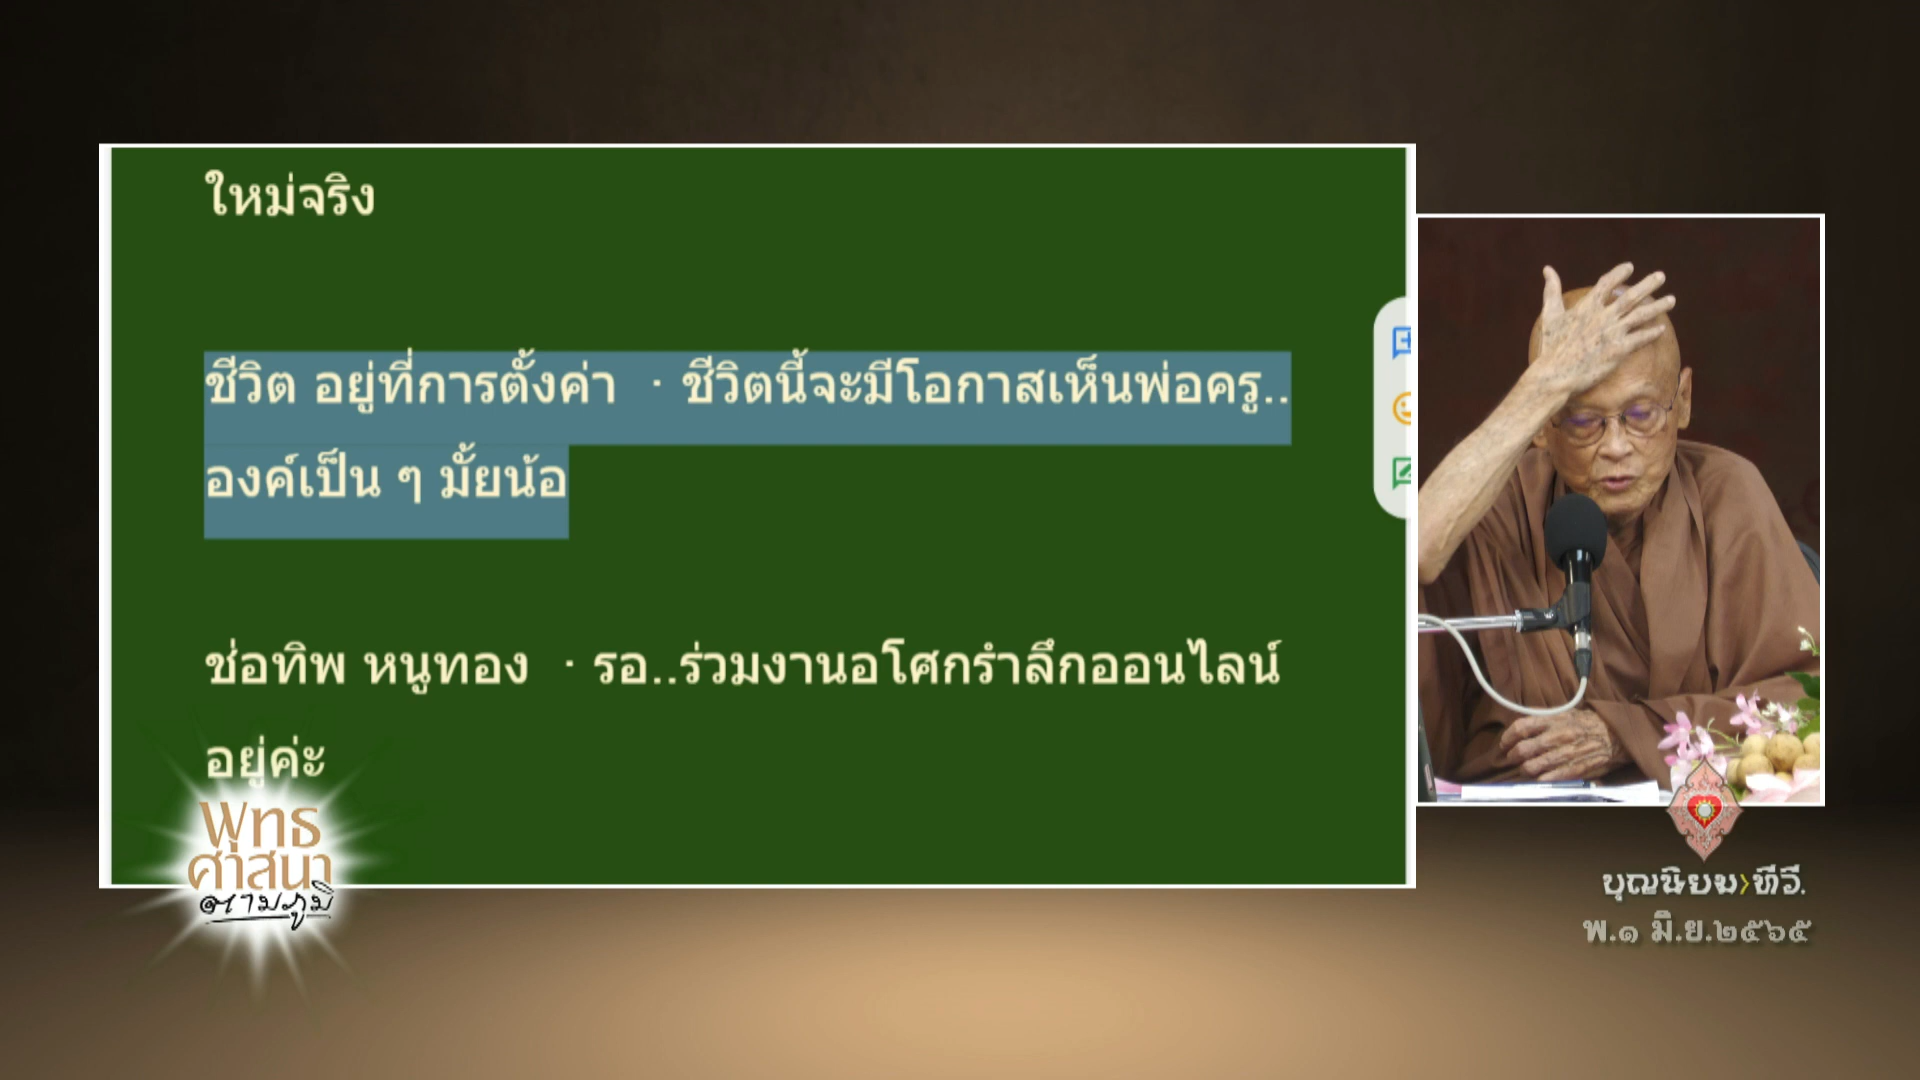 ใหม่จริง
ชีวิต อยู่ที่การตั้งค่า · ชีวิตนี้จะมีโอกาสเห็นพ่อครู..
องค์เป็น ๆ มั้ยน้อ
ช่อทิพ หนูทอง · รอ..ร่วมงานอโศกรำลึกออนไลน์
อยู่ค่ะ
พุทธ
ศาสนา
ตามภูมิ
บุญนิยม>ทีวี.
พ.๑ มิ.ย.๒๕๖๕